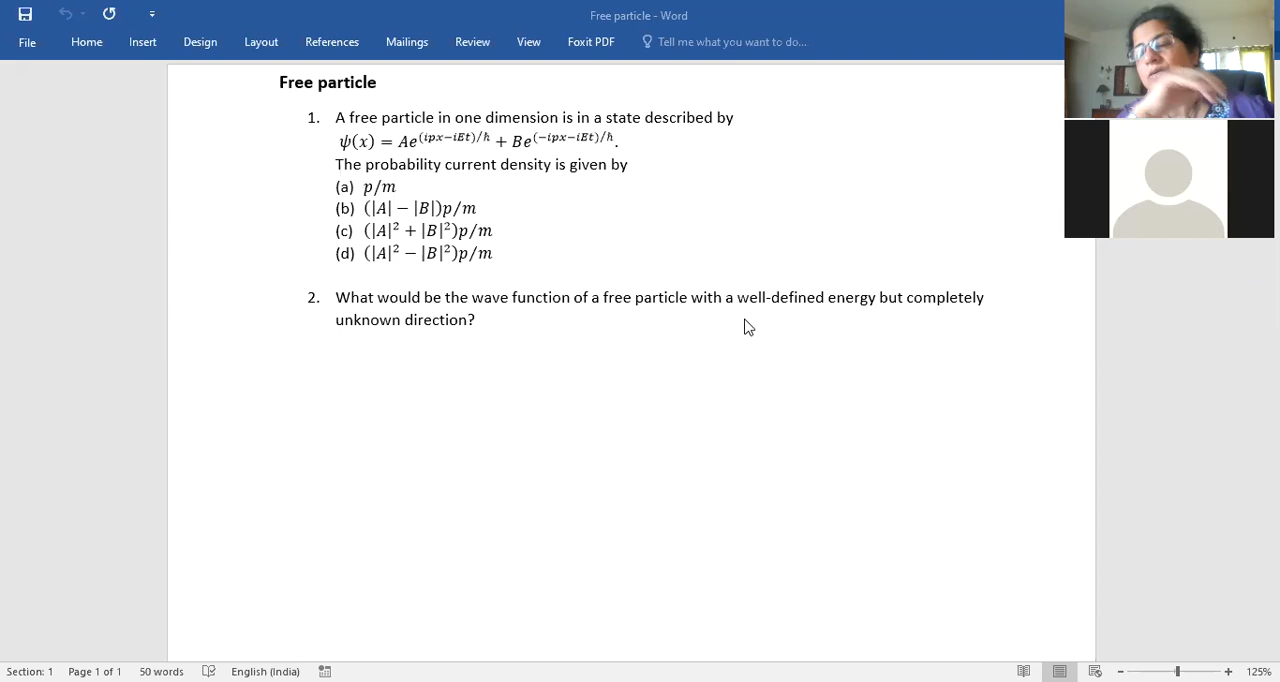 Free particle - Word
File Home Insert Design Layout References Mailings Review View Foxit PDF Tell me what you want to do...
Free particle
1. A free particle in one dimension is in a state described by
ψ(x) = Ae^(ipx−iEt)/ℏ + Be^(−ipx−iEt)/ℏ.
The probability current density is given by
(a) p/m
(b) (|A| − |B|)p/m
(c) (|A|² + |B|²)p/m
(d) (|A|² − |B|²)p/m
2. What would be the wave function of a free particle with a well-defined energy but completely
unknown direction?
Section: 1 Page 1 of 1 50 words English (India) 125%